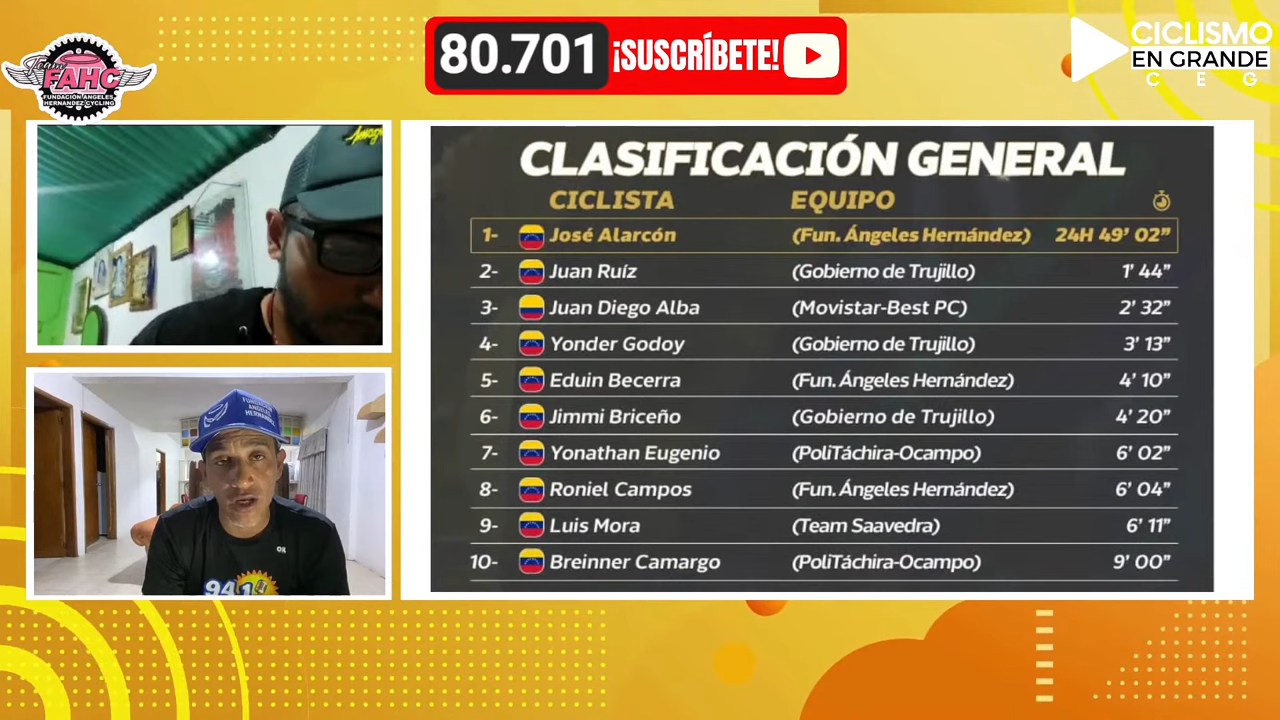 Team
FAHC
FUNDACIÓN ÁNGELES
HERNÁNDEZ CYCLING
80.701 ¡SUSCRÍBETE!
CICLISMO
EN GRANDE
C E G
FUNDACIÓN
ANGELES
HERNANDEZ
94.1
CLASIFICACIÓN GENERAL
CICLISTA EQUIPO
1- José Alarcón (Fun. Ángeles Hernández) 24H 49’ 02”
2- Juan Ruíz (Gobierno de Trujillo) 1’ 44”
3- Juan Diego Alba (Movistar-Best PC) 2’ 32”
4- Yonder Godoy (Gobierno de Trujillo) 3’ 13”
5- Eduin Becerra (Fun. Ángeles Hernández) 4’ 10”
6- Jimmi Briceño (Gobierno de Trujillo) 4’ 20”
7- Yonathan Eugenio (PoliTáchira-Ocampo) 6’ 02”
8- Roniel Campos (Fun. Ángeles Hernández) 6’ 04”
9- Luis Mora (Team Saavedra) 6’ 11”
10- Breinner Camargo (PoliTáchira-Ocampo) 9’ 00”